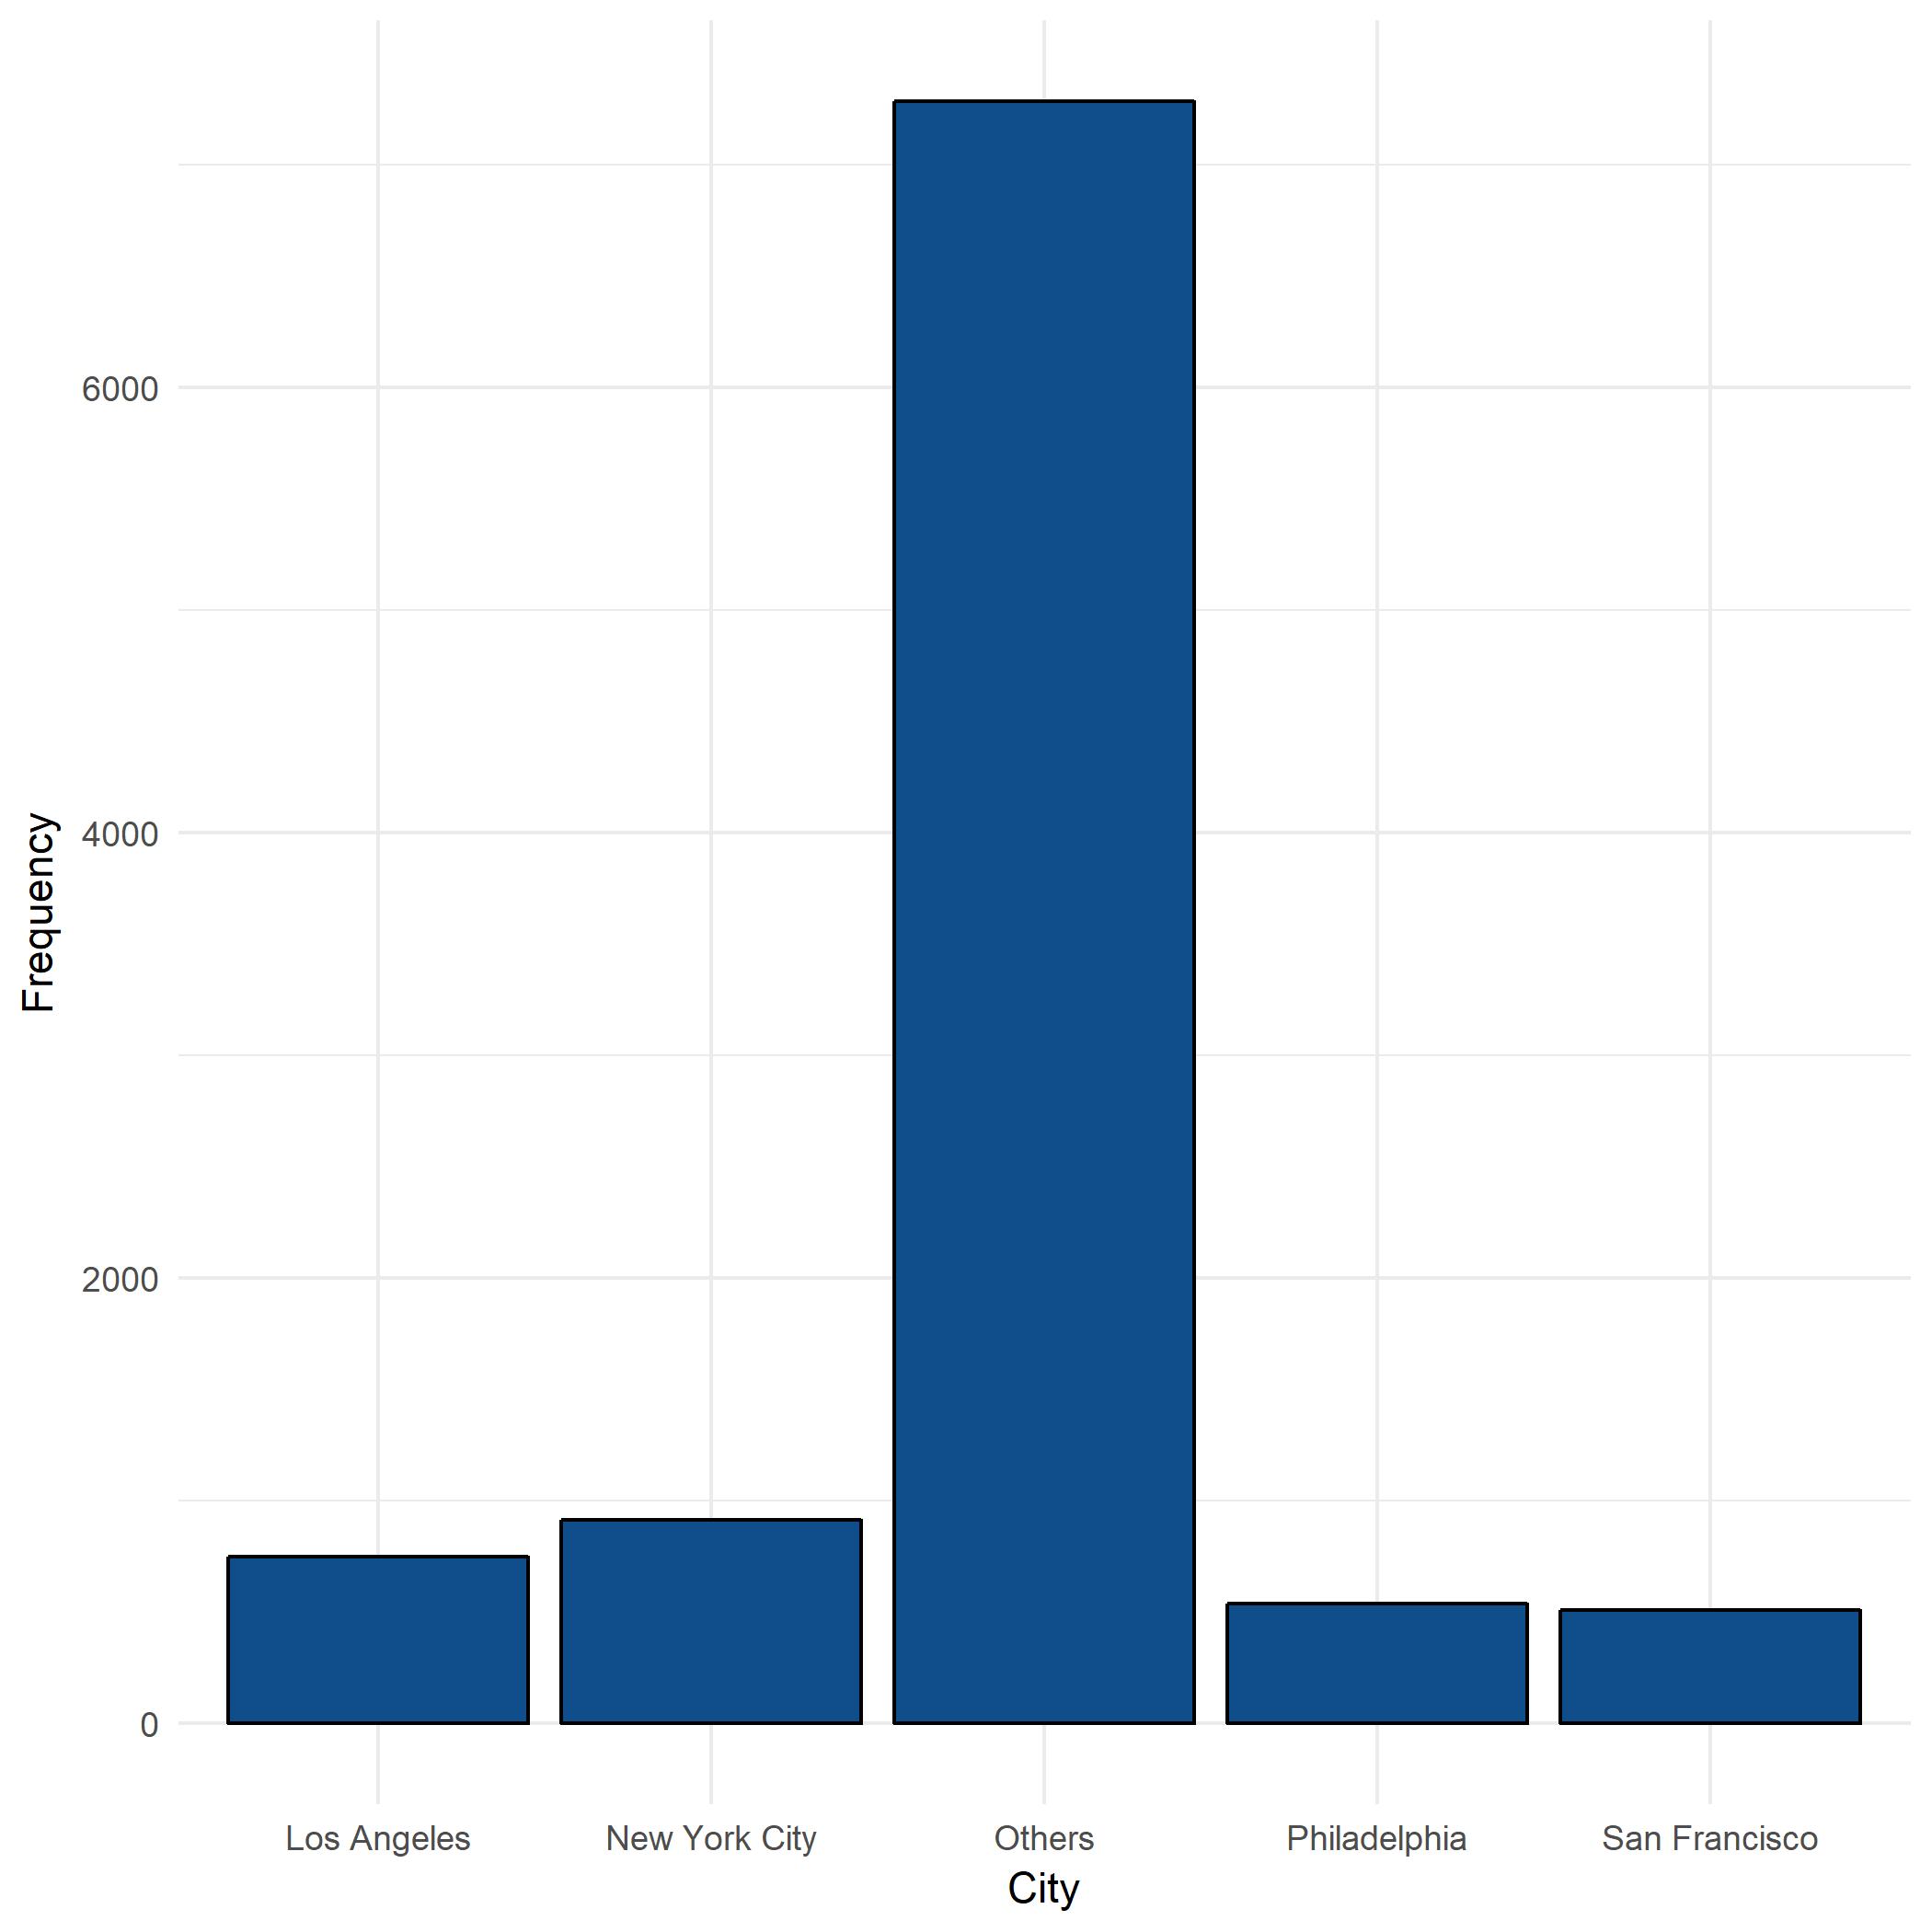 Frequency
6000
4000
2000
0
Los Angeles
New York City
Others
Philadelphia
San Francisco
City